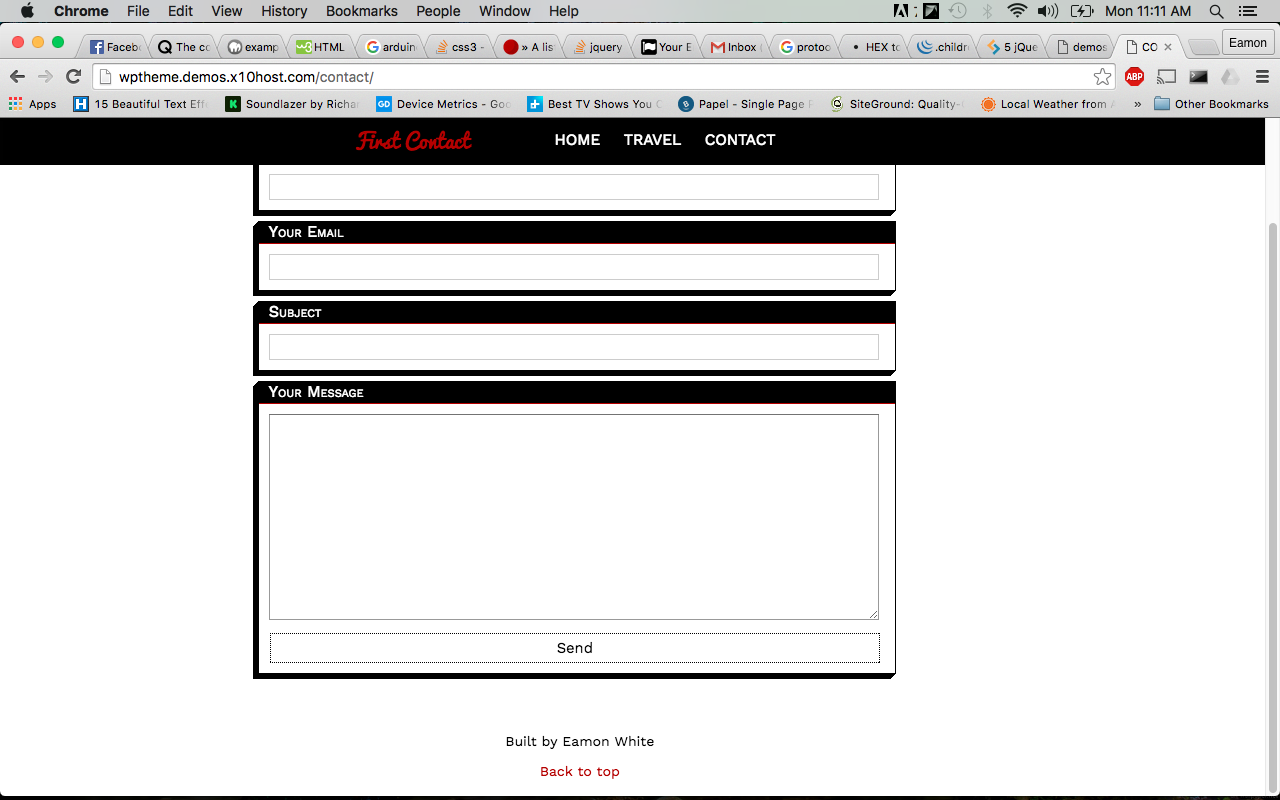 Chrome File Edit View History Bookmarks People Window Help Mon 11:11 AM
Faceb The co examp HTML arduin css3 - » A lis jquery Your E Inbox protoo HEX to .childr 5 jQue demos CO × Eamon
wptheme.demos.x10host.com/contact/ ABP
Apps H 15 Beautiful Text Effe K Soundlazer by Richar GD Device Metrics - Goo Best TV Shows You C B Papel - Single Page P SiteGround: Quality- Local Weather from A » Other Bookmarks
First Contact HOME TRAVEL CONTACT
Your Email
Subject
Your Message
Send
Built by Eamon White
Back to top